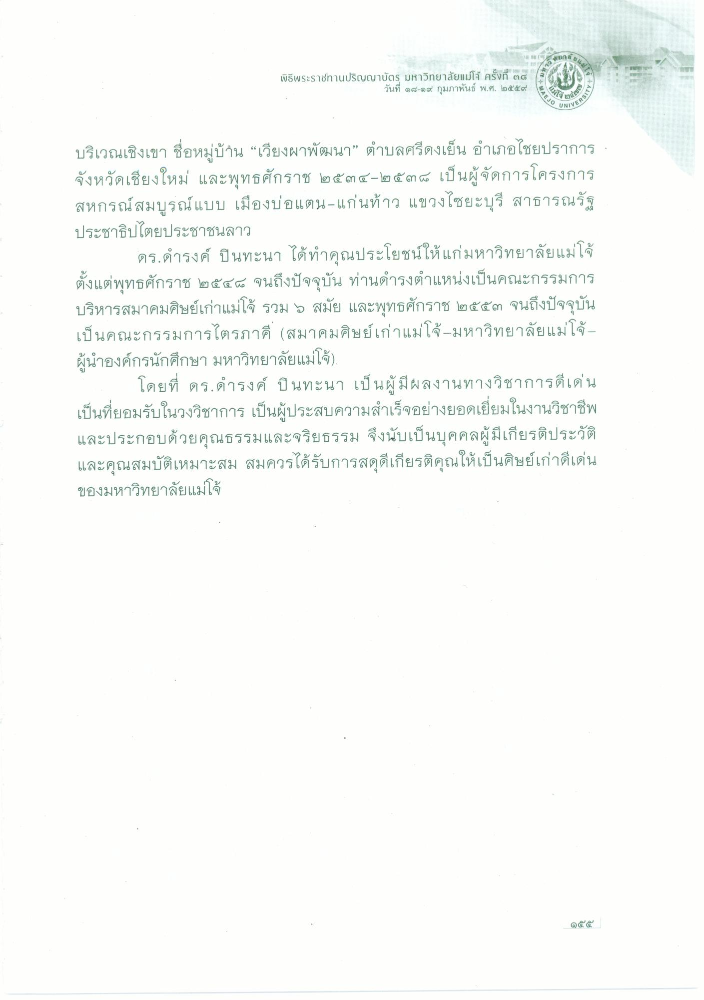 พิธีพระราชทานปริญญาบัตร มหาวิทยาลัยแม่โจ้ ครั้งที่ ๓๘
วันที่ ๑๘-๑๙ กุมภาพันธ์ พ.ศ. ๒๕๕๙
มหาวิทยาลัยแม่โจ้
แม่โจ้ ๒๔๗๗
MAEJO UNIVERSITY
บริเวณเชิงเขา ชื่อหมู่บ้าน “เวียงผาพัฒนา” ตำบลศรีดงเย็น อำเภอไชยปราการ
จังหวัดเชียงใหม่ และพุทธศักราช ๒๕๓๔-๒๕๓๘ เป็นผู้จัดการโครงการ
สหกรณ์สมบูรณ์แบบ เมืองบ่อแตน-แก่นท้าว แขวงไซยะบุรี สาธารณรัฐ
ประชาธิปไตยประชาชนลาว
ดร.ดำรงค์ ปินทะนา ได้ทำคุณประโยชน์ให้แก่มหาวิทยาลัยแม่โจ้
ตั้งแต่พุทธศักราช ๒๕๔๘ จนถึงปัจจุบัน ท่านดำรงตำแหน่งเป็นคณะกรรมการ
บริหารสมาคมศิษย์เก่าแม่โจ้ รวม ๖ สมัย และพุทธศักราช ๒๕๕๓ จนถึงปัจจุบัน
เป็นคณะกรรมการไตรภาคี (สมาคมศิษย์เก่าแม่โจ้-มหาวิทยาลัยแม่โจ้-
ผู้นำองค์กรนักศึกษา มหาวิทยาลัยแม่โจ้)
โดยที่ ดร.ดำรงค์ ปินทะนา เป็นผู้มีผลงานทางวิชาการดีเด่น
เป็นที่ยอมรับในวงวิชาการ เป็นผู้ประสบความสำเร็จอย่างยอดเยี่ยมในงานวิชาชีพ
และประกอบด้วยคุณธรรมและจริยธรรม จึงนับเป็นบุคคลผู้มีเกียรติประวัติ
และคุณสมบัติเหมาะสม สมควรได้รับการสดุดีเกียรติคุณให้เป็นศิษย์เก่าดีเด่น
ของมหาวิทยาลัยแม่โจ้
๑๕๕